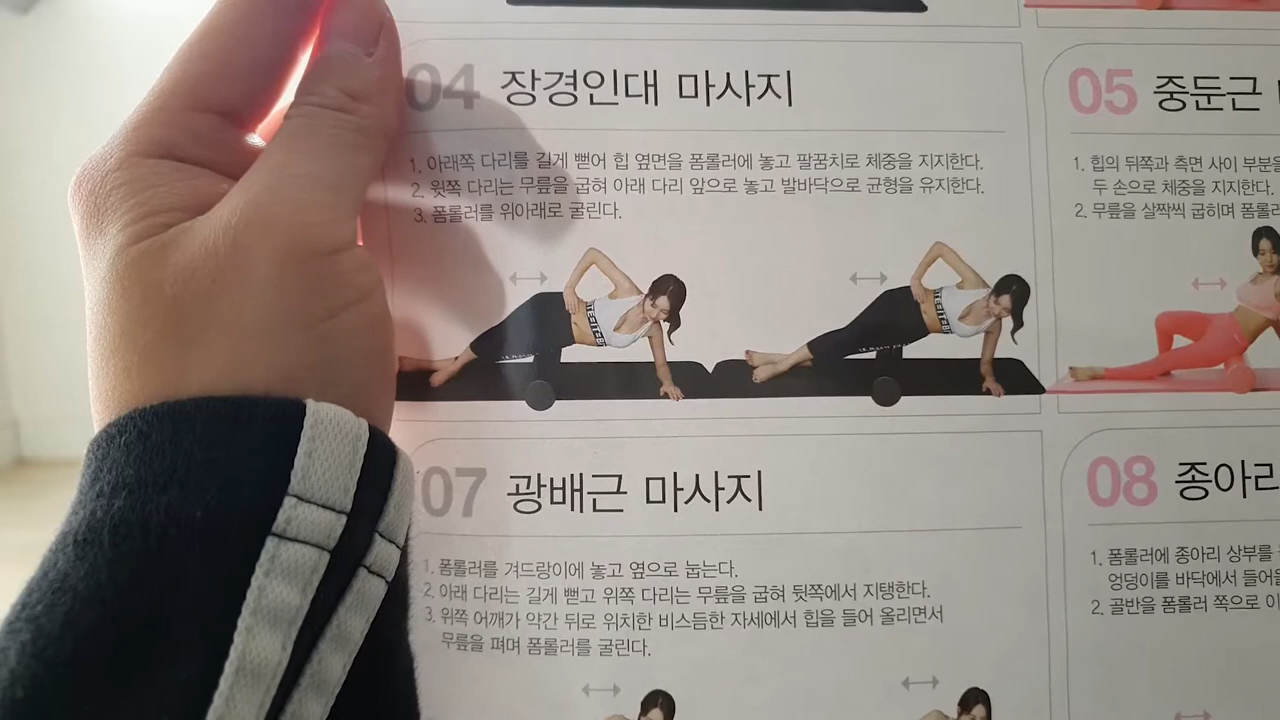 04 장경인대 마사지
1. 아래쪽 다리를 길게 뻗어 힙 옆면을 폼롤러에 놓고 팔꿈치로 체중을 지지한다.
2. 윗쪽 다리는 무릎을 굽혀 아래 다리 앞으로 놓고 발바닥으로 균형을 유지한다.
3. 폼롤러를 위아래로 굴린다.
05 중둔근
1. 힙의 뒤쪽과 측면 사이 부분을
두 손으로 체중을 지지한다.
2. 무릎을 살짝씩 굽히며 폼롤러
07 광배근 마사지
1. 폼롤러를 겨드랑이에 놓고 옆으로 눕는다.
2. 아래 다리는 길게 뻗고 위쪽 다리는 무릎을 굽혀 뒷쪽에서 지탱한다.
3. 위쪽 어깨가 약간 뒤로 위치한 비스듬한 자세에서 힙을 들어 올리면서
무릎을 펴며 폼롤러를 굴린다.
08 종아리
1. 폼롤러에 종아리 상부를
엉덩이를 바닥에서 들어올
2. 골반을 폼롤러 쪽으로